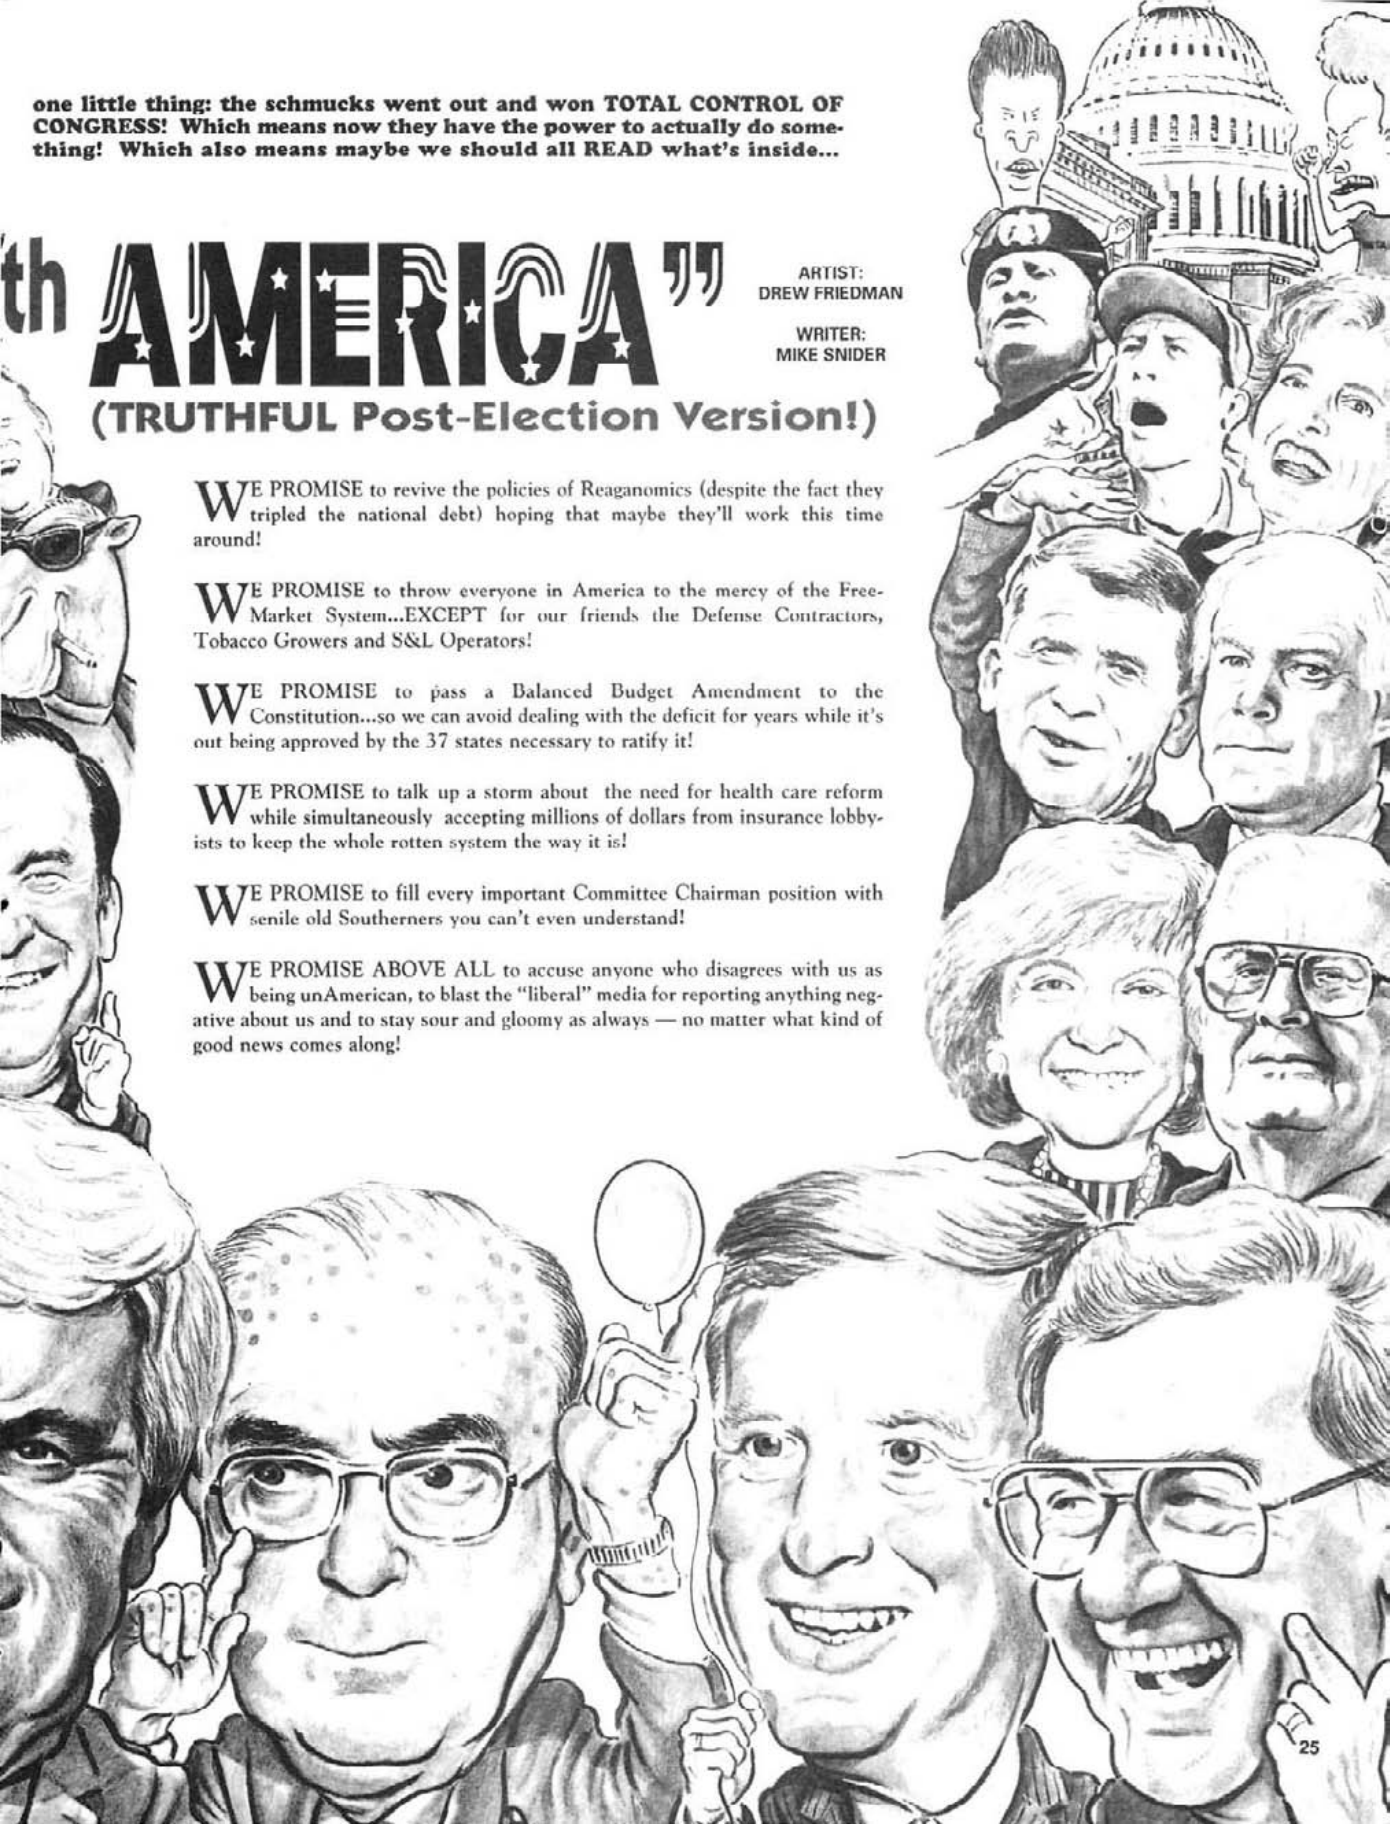 one little thing: the schmucks went out and won TOTAL CONTROL OF
CONGRESS! Which means now they have the power to actually do some-
thing! Which also means maybe we should all READ what's inside...
th AMERICA”
ARTIST:
DREW FRIEDMAN
WRITER:
MIKE SNIDER
(TRUTHFUL Post-Election Version!)
WE PROMISE to revive the policies of Reaganomics (despite the fact they
tripled the national debt) hoping that maybe they'll work this time
around!
WE PROMISE to throw everyone in America to the mercy of the Free-
Market System...EXCEPT for our friends the Defense Contractors,
Tobacco Growers and S&L Operators!
WE PROMISE to pass a Balanced Budget Amendment to the
Constitution...so we can avoid dealing with the deficit for years while it's
out being approved by the 37 states necessary to ratify it!
WE PROMISE to talk up a storm about the need for health care reform
while simultaneously accepting millions of dollars from insurance lobby-
ists to keep the whole rotten system the way it is!
WE PROMISE to fill every important Committee Chairman position with
senile old Southerners you can't even understand!
WE PROMISE ABOVE ALL to accuse anyone who disagrees with us as
being unAmerican, to blast the “liberal” media for reporting anything neg-
ative about us and to stay sour and gloomy as always — no matter what kind of
good news comes along!
25